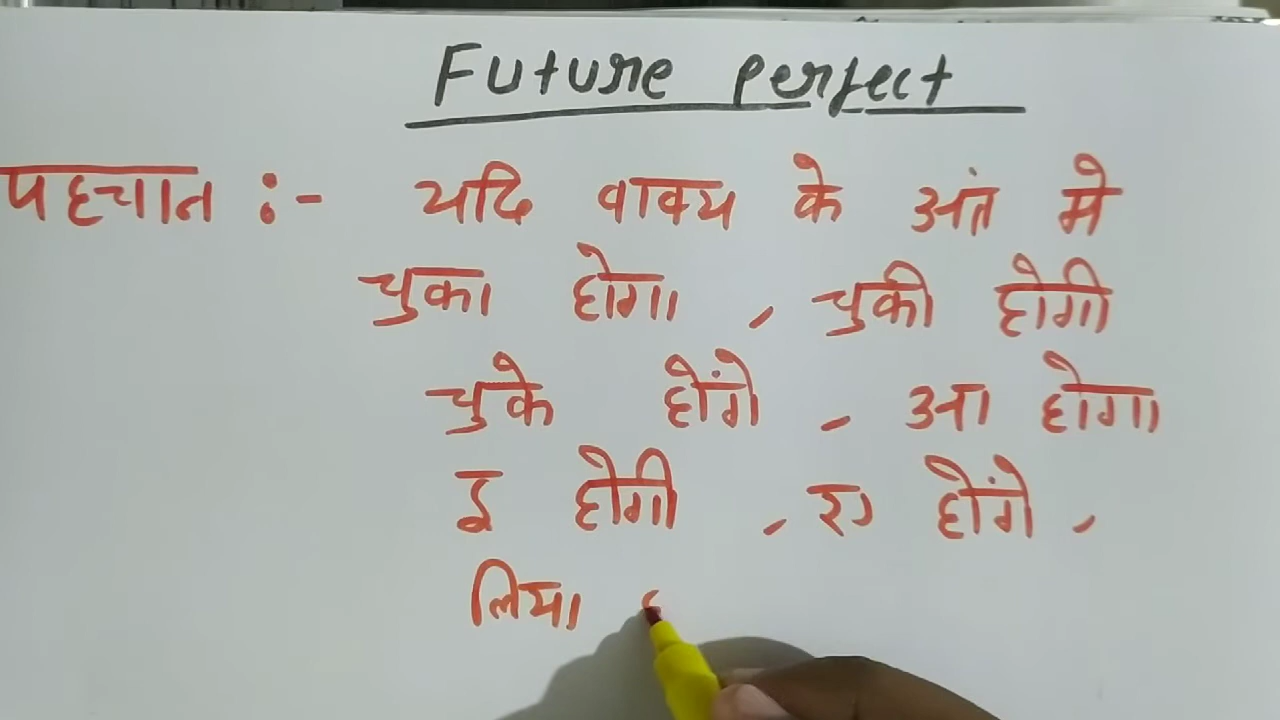 Future perfect
पहचान :- यदि वाक्य के अंत मे
चुका होगा , चुकी होगी
चुके होंगे , आ होगा
इ होगी , ए होंगे ,
लिया